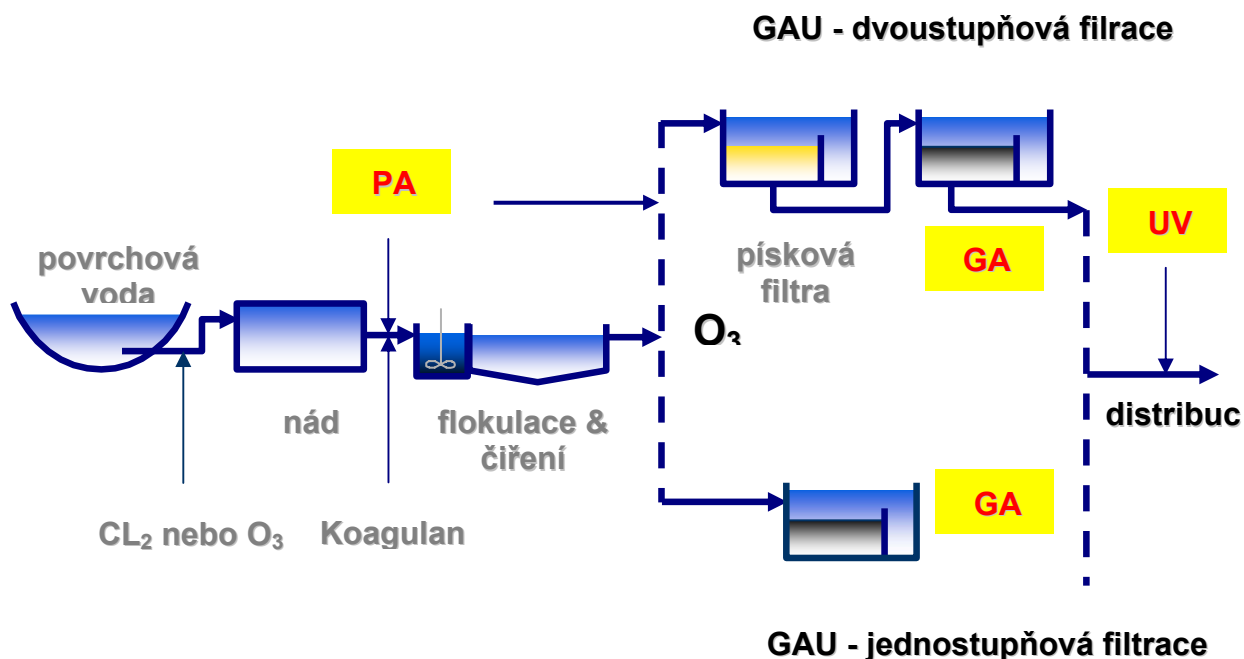 GAU - dvoustupňová filrace
PA
UV
povrchová
voda
písková
filtra
GA
O₃
nád
flokulace &
čiření
distribuc
GA
CL₂ nebo O₃
Koagulan
GAU - jednostupňová filtrace